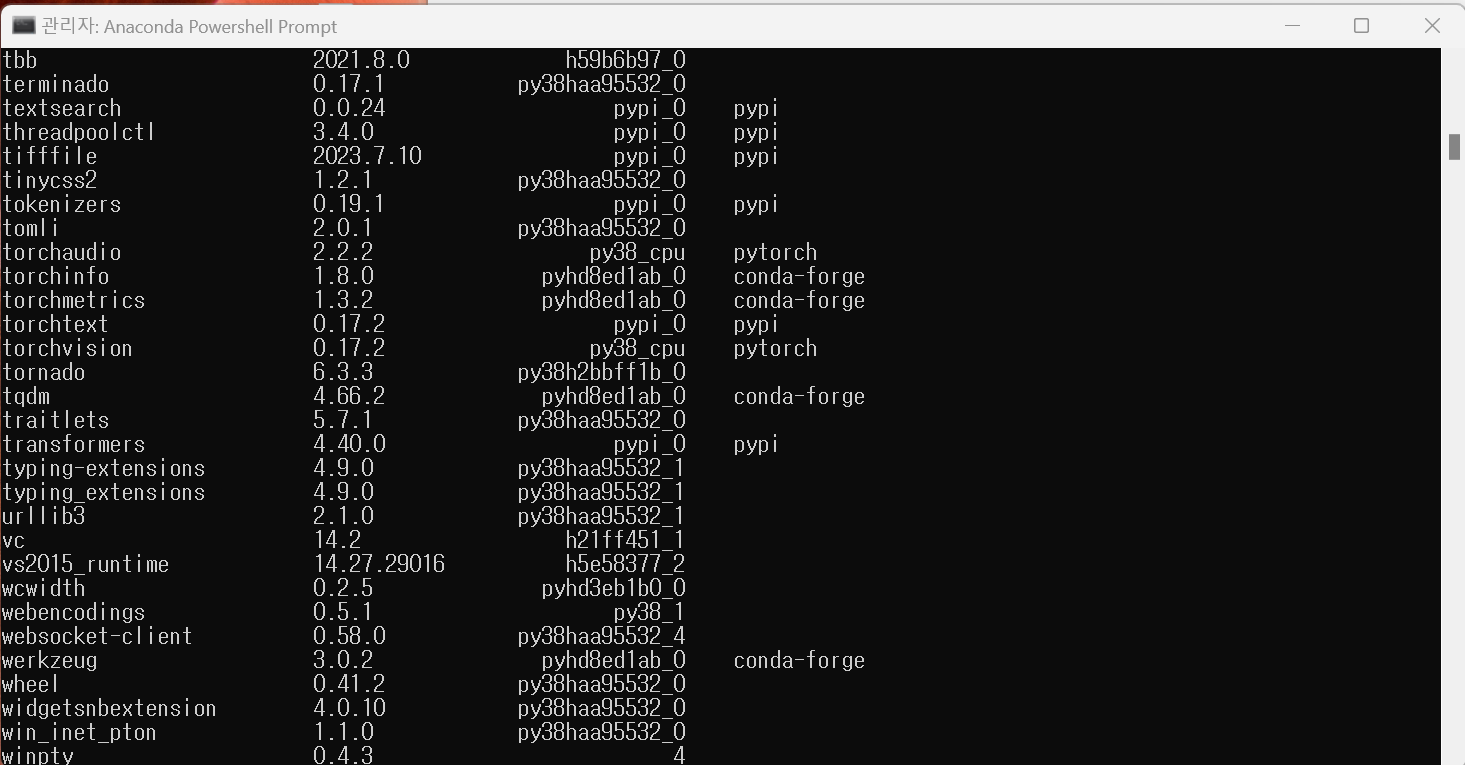 관리자: Anaconda Powershell Prompt
tbb 2021.8.0 h59b6b97_0
terminado 0.17.1 py38haa95532_0
textsearch 0.0.24 pypi_0 pypi
threadpoolctl 3.4.0 pypi_0 pypi
tifffile 2023.7.10 pypi_0 pypi
tinycss2 1.2.1 py38haa95532_0
tokenizers 0.19.1 pypi_0 pypi
tomli 2.0.1 py38haa95532_0
torchaudio 2.2.2 py38_cpu pytorch
torchinfo 1.8.0 pyhd8ed1ab_0 conda-forge
torchmetrics 1.3.2 pyhd8ed1ab_0 conda-forge
torchtext 0.17.2 pypi_0 pypi
torchvision 0.17.2 py38_cpu pytorch
tornado 6.3.3 py38h2bbff1b_0
tqdm 4.66.2 pyhd8ed1ab_0 conda-forge
traitlets 5.7.1 py38haa95532_0
transformers 4.40.0 pypi_0 pypi
typing-extensions 4.9.0 py38haa95532_1
typing_extensions 4.9.0 py38haa95532_1
urllib3 2.1.0 py38haa95532_1
vc 14.2 h21ff451_1
vs2015_runtime 14.27.29016 h5e58377_2
wcwidth 0.2.5 pyhd3eb1b0_0
webencodings 0.5.1 py38_1
websocket-client 0.58.0 py38haa95532_4
werkzeug 3.0.2 pyhd8ed1ab_0 conda-forge
wheel 0.41.2 py38haa95532_0
widgetsnbextension 4.0.10 py38haa95532_0
win_inet_pton 1.1.0 py38haa95532_0
winpty 0.4.3 4